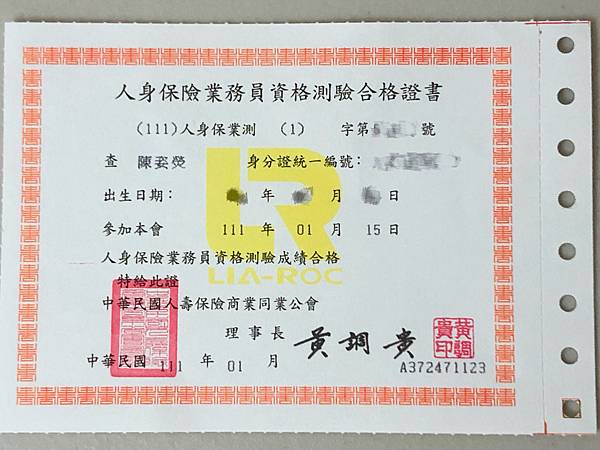 人身保險業務員資格測驗合格證書
(111)人身保業測 (1) 字第 號
查 陳姿熒 身分證統一編號:
出生日期: 年 月 日
參加本會 111 年 01 月 15 日
人身保險業務員資格測驗成績合格
LIA-ROC
特給此證
中華民國人壽保險商業同業公會
理事長 黃調貴
黃調貴印
中華民國 111 年 01 月
A372471123